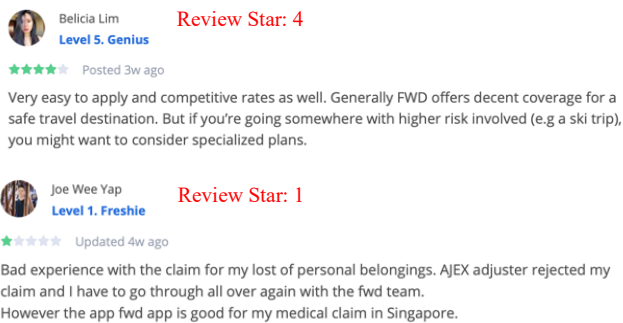 Belicia Lim
Review Star: 4
Level 5. Genius
Posted 3w ago
Very easy to apply and competitive rates as well. Generally FWD offers decent coverage for a
safe travel destination. But if you’re going somewhere with higher risk involved (e.g a ski trip),
you might want to consider specialized plans.
Joe Wee Yap
Review Star: 1
Level 1. Freshie
Updated 4w ago
Bad experience with the claim for my lost of personal belongings. AJEX adjuster rejected my
claim and I have to go through all over again with the fwd team.
However the app fwd app is good for my medical claim in Singapore.